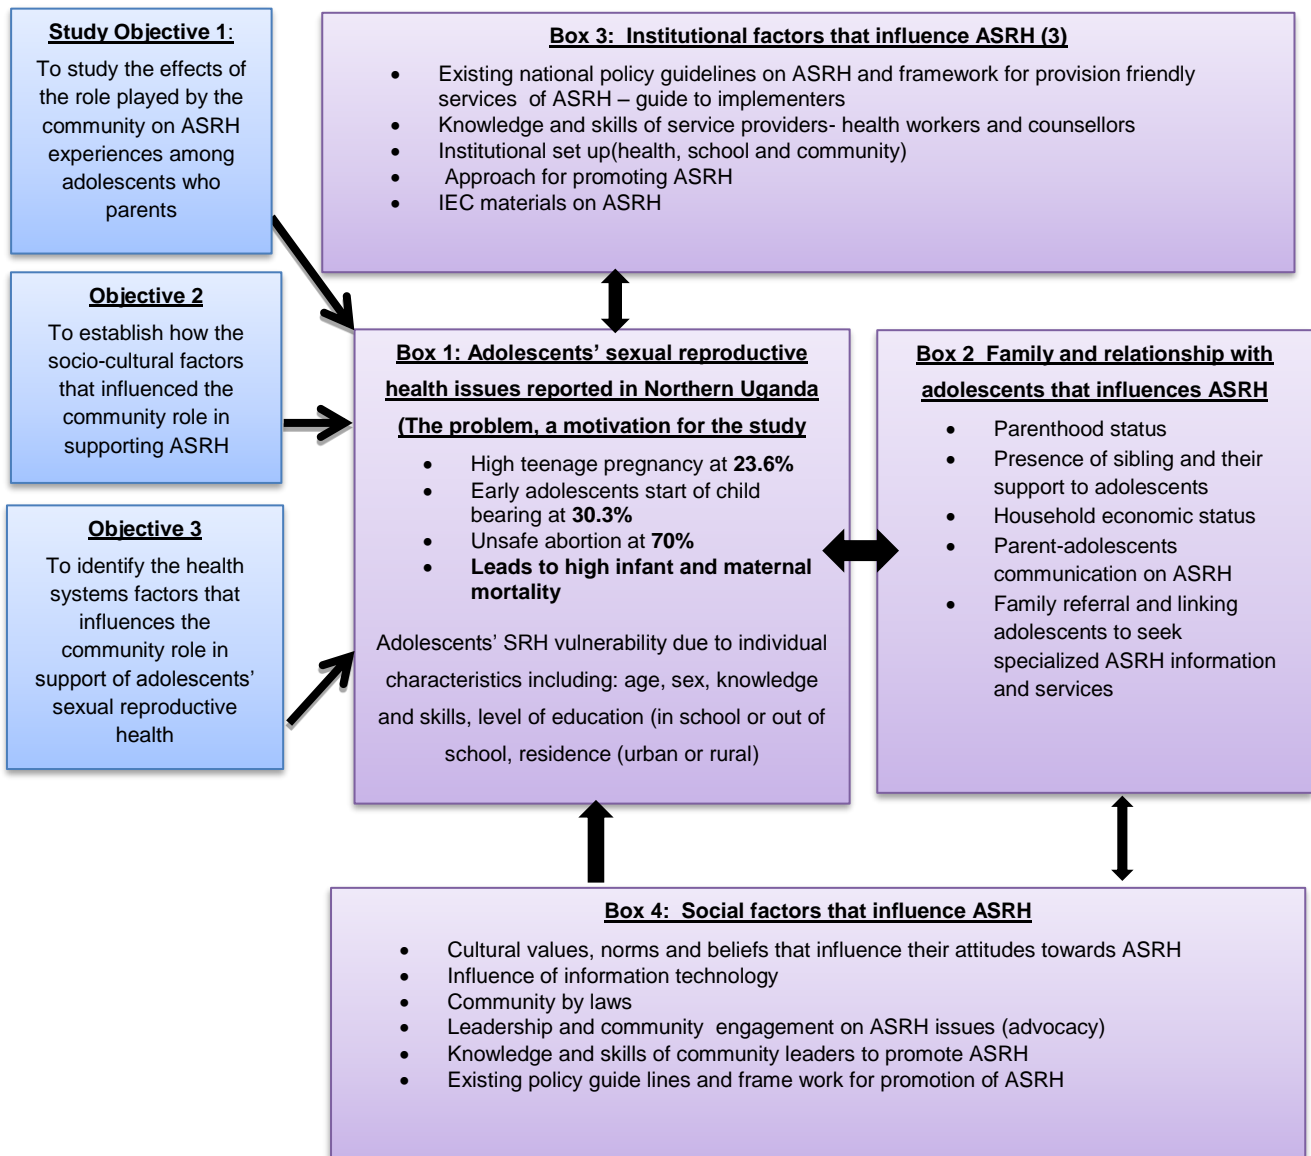 Study Objective 1:
To study the effects of
the role played by the
community on ASRH
experiences among
adolescents who
parents
Objective 2
To establish how the
socio-cultural factors
that influenced the
community role in
supporting ASRH
Objective 3
To identify the health
systems factors that
influences the
community role in
support of adolescents’
sexual reproductive
health
Box 3:  Institutional factors that influence ASRH (3)
• Existing national policy guidelines on ASRH and framework for provision friendly
services  of ASRH – guide to implementers
• Knowledge and skills of service providers- health workers and counsellors
• Institutional set up(health, school and community)
• Approach for promoting ASRH
• IEC materials on ASRH
Box 1: Adolescents’ sexual reproductive
health issues reported in Northern Uganda
(The problem, a motivation for the study
• High teenage pregnancy at 23.6%
• Early adolescents start of child
bearing at 30.3%
• Unsafe abortion at 70%
• Leads to high infant and maternal
mortality
Adolescents’ SRH vulnerability due to individual
characteristics including: age, sex, knowledge
and skills, level of education (in school or out of
school, residence (urban or rural)
Box 2  Family and relationship with
adolescents that influences ASRH
• Parenthood status
• Presence of sibling and their
support to adolescents
• Household economic status
• Parent-adolescents
communication on ASRH
• Family referral and linking
adolescents to seek
specialized ASRH information
and services
Box 4:  Social factors that influence ASRH
• Cultural values, norms and beliefs that influence their attitudes towards ASRH
• Influence of information technology
• Community by laws
• Leadership and community  engagement on ASRH issues (advocacy)
• Knowledge and skills of community leaders to promote ASRH
• Existing policy guide lines and frame work for promotion of ASRH